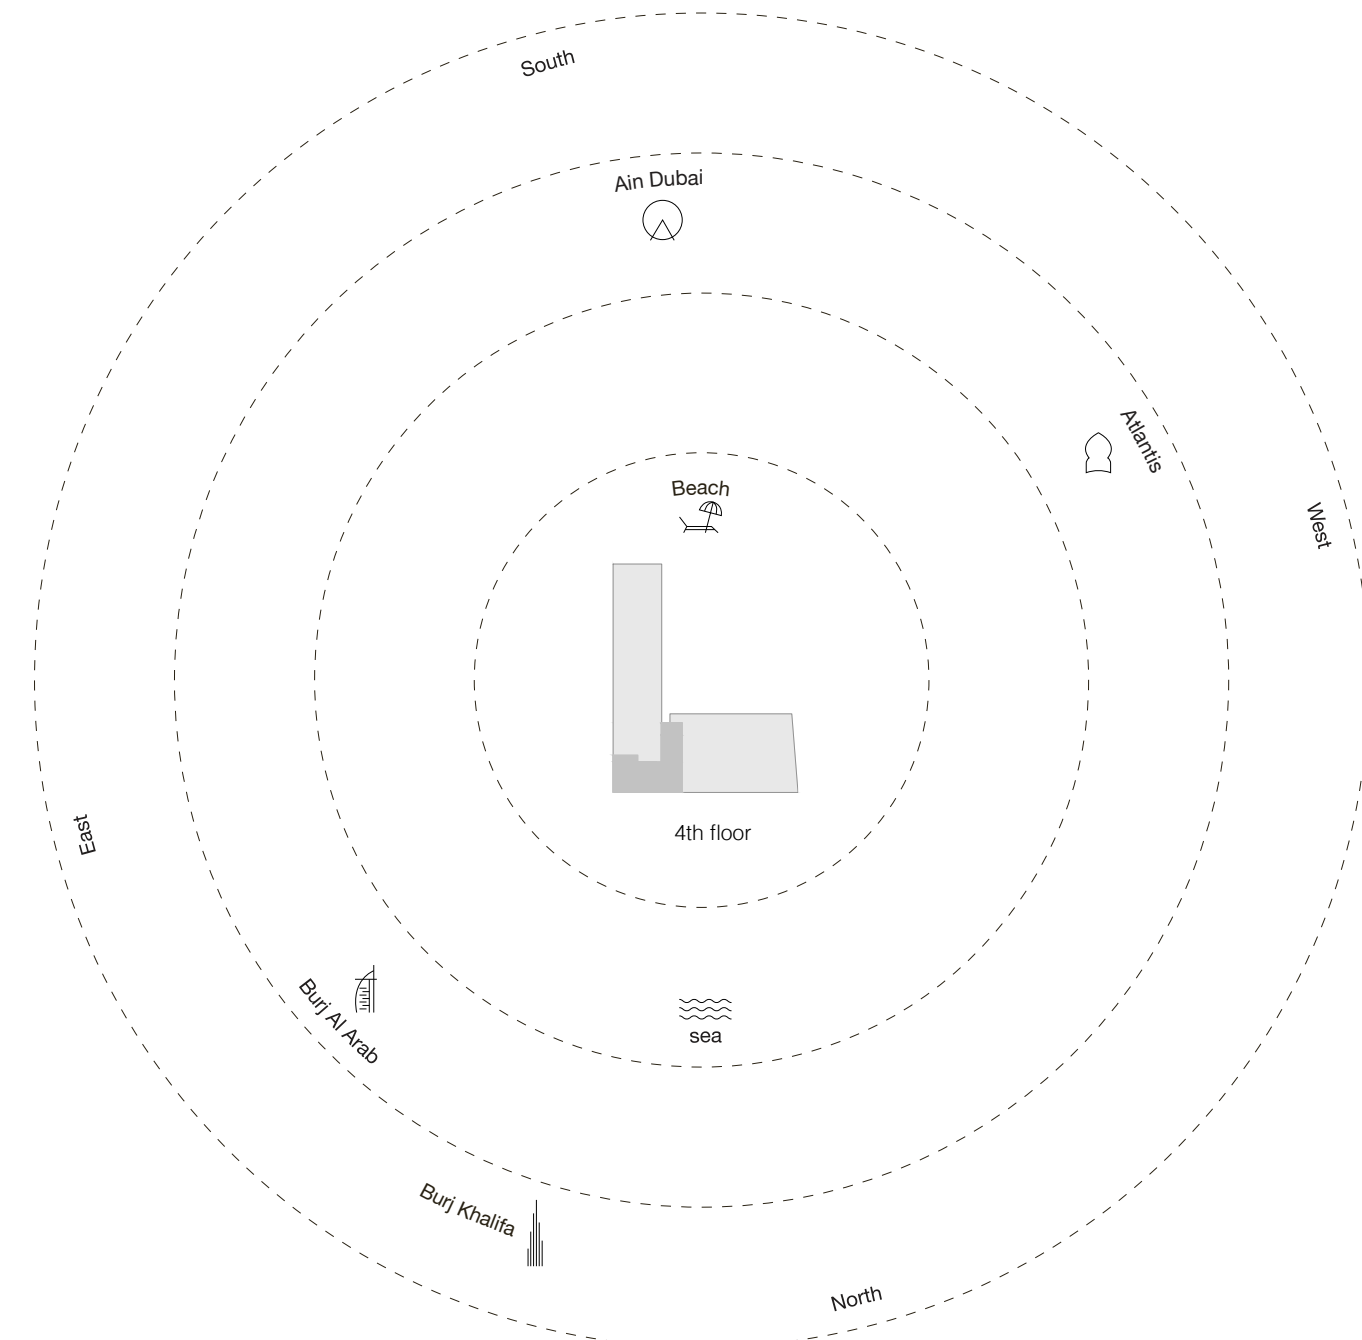 South
Ain Dubai
Atlantis
Beach
West
East
4th floor
Burj Al Arab
sea
Burj Khalifa
North